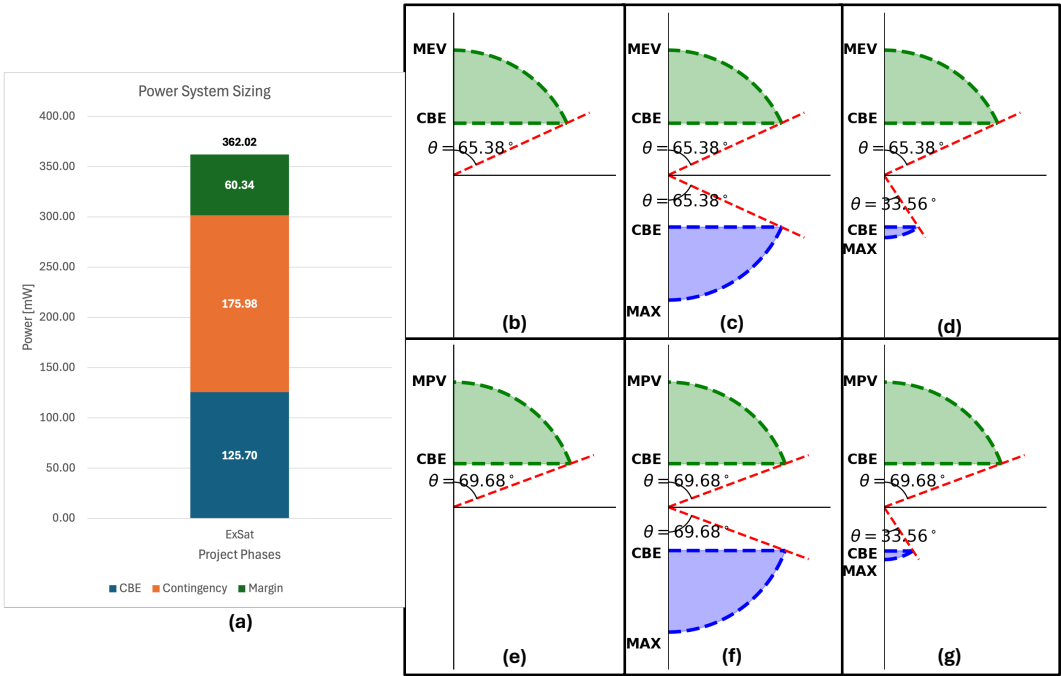 Power System Sizing
400.00
350.00
300.00
250.00
200.00
150.00
100.00
50.00
0.00
Power [mW]
362.02
60.34
175.98
125.70
ExSat
Project Phases
CBE Contingency Margin
(a)
MEV
CBE
θ = 65.38°
(b)
MEV
CBE
θ = 65.38°
θ = 65.38°
CBE
MAX
(c)
MEV
CBE
θ = 65.38°
θ = 33.56°
CBE
MAX
(d)
MPV
CBE
θ = 69.68°
(e)
MPV
CBE
θ = 69.68°
θ = 69.68°
CBE
MAX
(f)
MPV
CBE
θ = 69.68°
θ = 33.56°
CBE
MAX
(g)